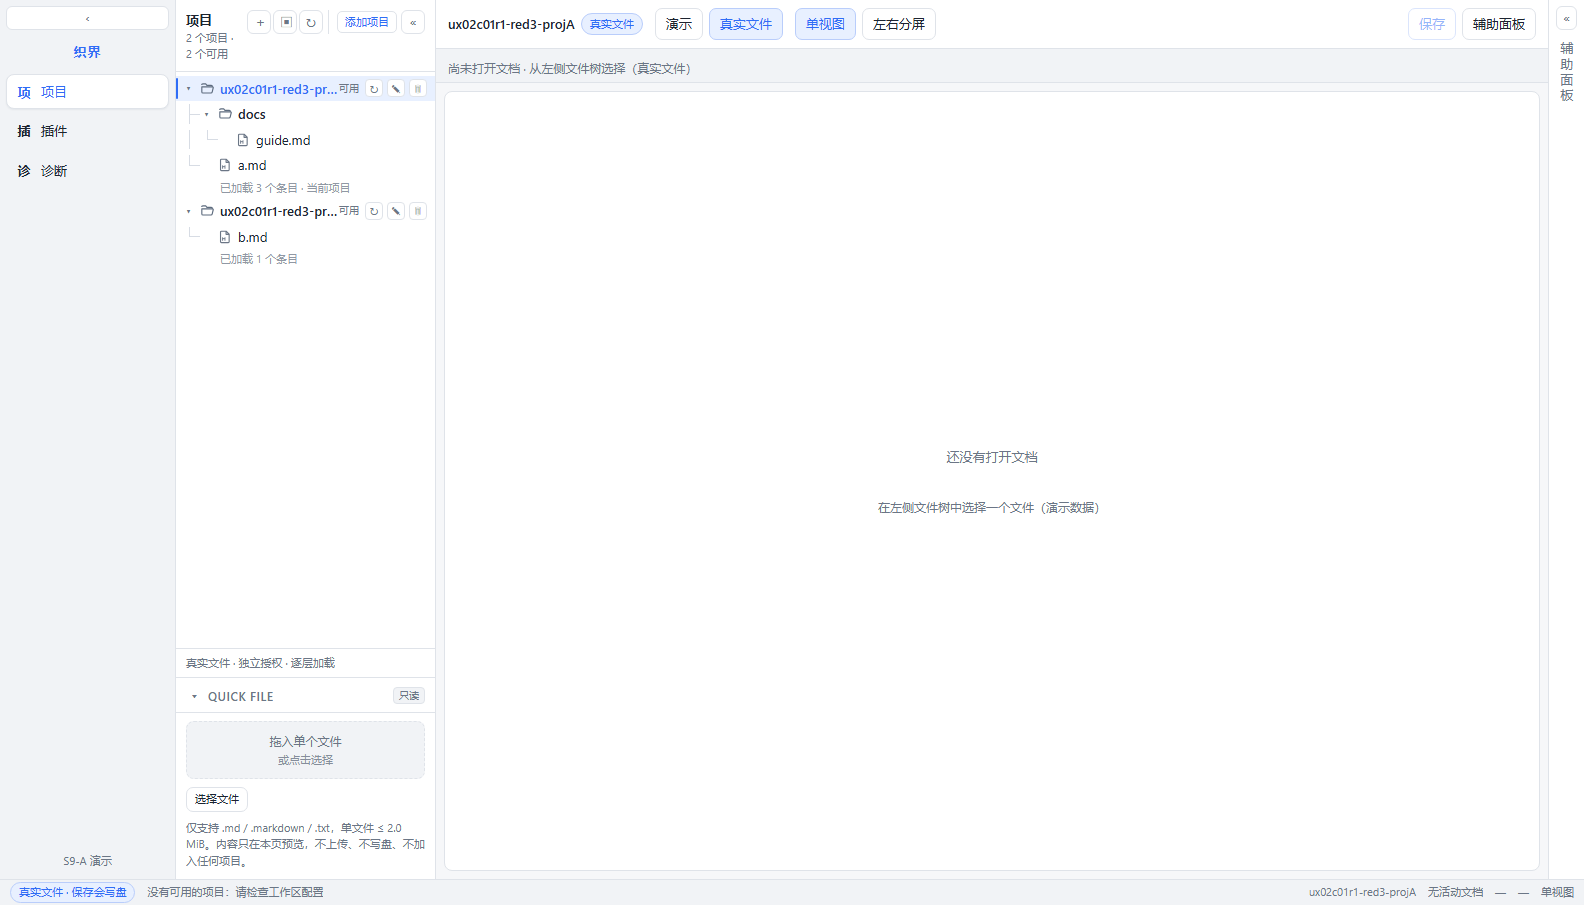 ‹
织界
项 项目
插 插件
诊 诊断
S9-A 演示
项目
2 个项目 ·
2 个可用
+
↻
添加项目
«
ux02c01r1-red3-pr... 可用 ↻
docs
guide.md
a.md
已加载 3 个条目 · 当前项目
ux02c01r1-red3-pr... 可用 ↻
b.md
已加载 1 个条目
真实文件 · 独立授权 · 逐层加载
QUICK FILE 只读
拖入单个文件
或点击选择
选择文件
仅支持 .md / .markdown / .txt，单文件 ≤ 2.0
MiB。内容只在本页预览，不上传、不写盘、不加
入任何项目。
ux02c01r1-red3-projA 真实文件 演示 真实文件 单视图 左右分屏 保存 辅助面板
尚未打开文档 · 从左侧文件树选择（真实文件）
还没有打开文档
在左侧文件树中选择一个文件（演示数据）
«
辅助面板
真实文件 · 保存会写盘 没有可用的项目：请检查工作区配置
ux02c01r1-red3-projA 无活动文档 — — 单视图